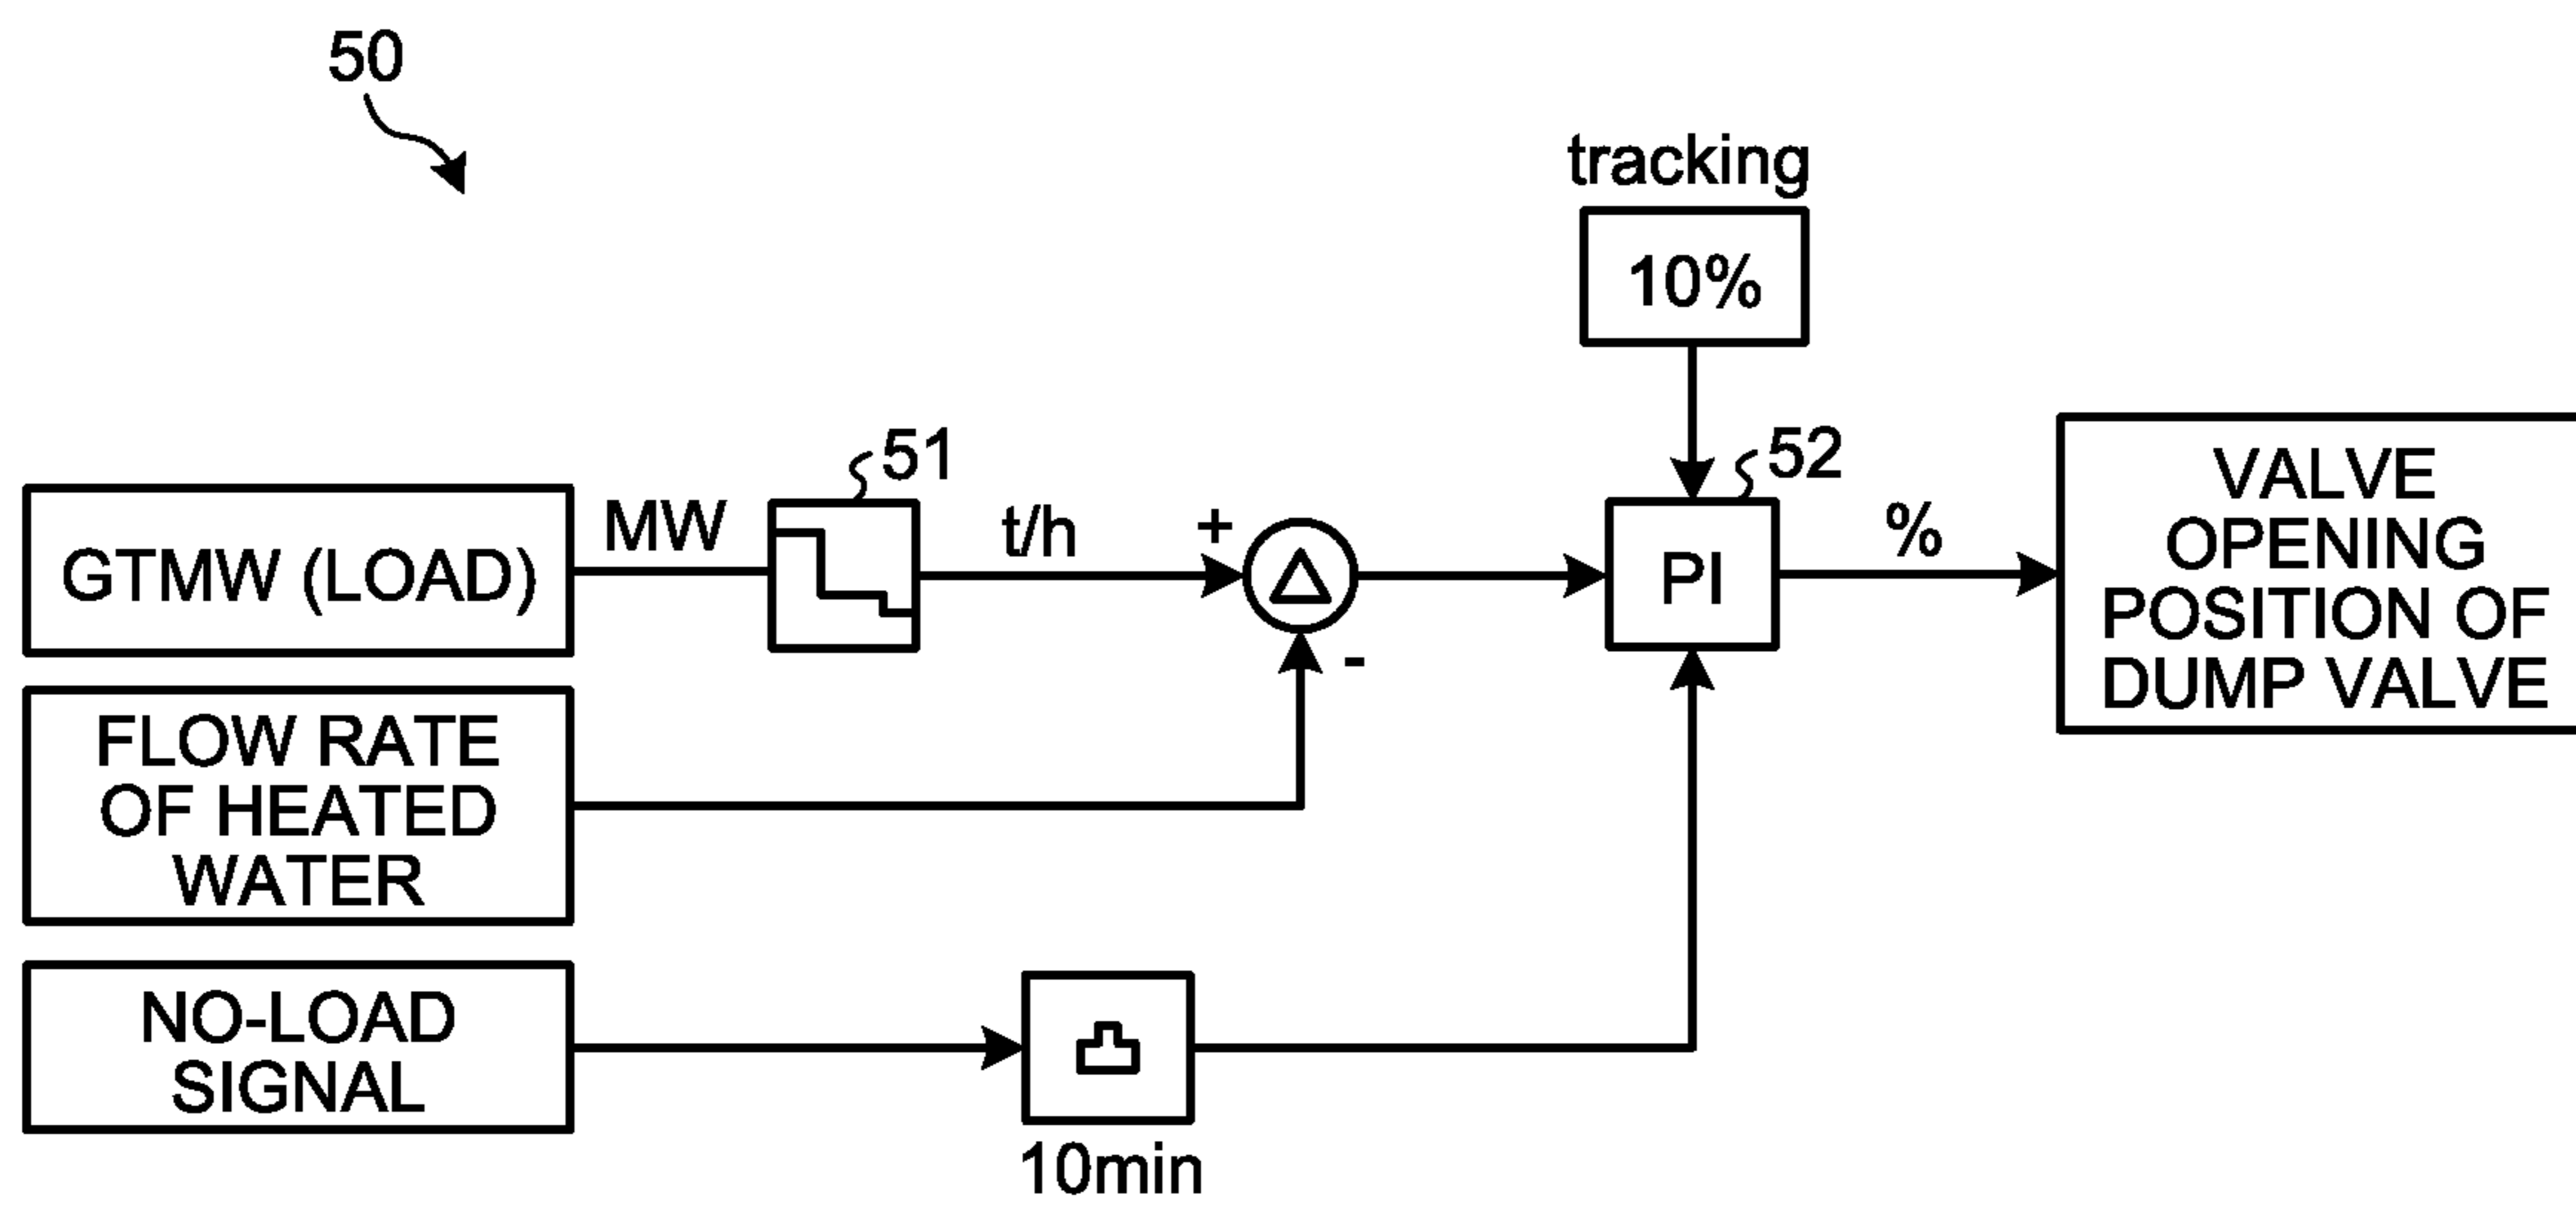 50
tracking
10%
51
52
GTMW (LOAD)
MW
t/h
+
-
PI
%
VALVE
OPENING
POSITION OF
DUMP VALVE
FLOW RATE
OF HEATED
WATER
NO-LOAD
SIGNAL
10min